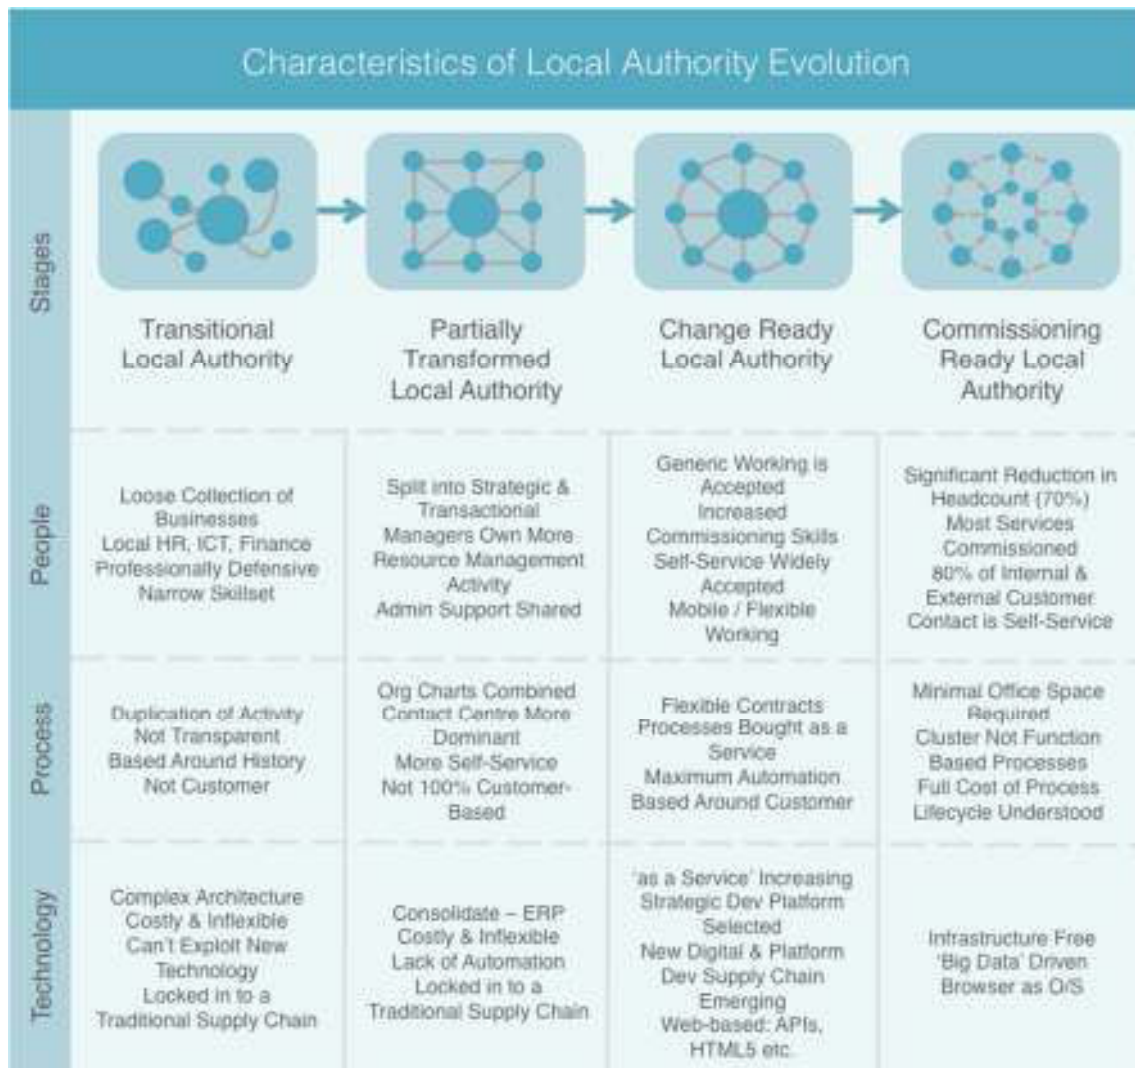 Characteristics of Local Authority Evolution
Stages
Transitional
Local Authority
Partially
Transformed
Local Authority
Change Ready
Local Authority
Commissioning
Ready Local
Authority
People
Loose Collection of
Businesses
Local HR, ICT, Finance
Professionally Defensive
Narrow Skillset
Split into Strategic &
Transactional
Managers Own More
Resource Management
Activity
Admin Support Shared
Generic Working is
Accepted
Increased
Commissioning Skills
Self-Service Widely
Accepted
Mobile / Flexible
Working
Significant Reduction in
Headcount (70%)
Most Services
Commissioned
80% of Internal &
External Customer
Contact is Self-Service
Process
Duplication of Activity
Not Transparent
Based Around History
Not Customer
Org Charts Combined
Contact Centre More
Dominant
More Self-Service
Not 100% Customer-
Based
Flexible Contracts
Processes Bought as a
Service
Maximum Automation
Based Around Customer
Minimal Office Space
Required
Cluster Not Function
Based Processes
Full Cost of Process
Lifecycle Understood
Technology
Complex Architecture
Costly & Inflexible
Can't Exploit New
Technology
Locked in to a
Traditional Supply Chain
Consolidate – ERP
Costly & Inflexible
Lack of Automation
Locked in to a
Traditional Supply Chain
'as a Service' Increasing
Strategic Dev Platform
Selected
New Digital & Platform
Dev Supply Chain
Emerging
Web-based: APIs,
HTML5 etc.
Infrastructure Free
'Big Data' Driven
Browser as O/S